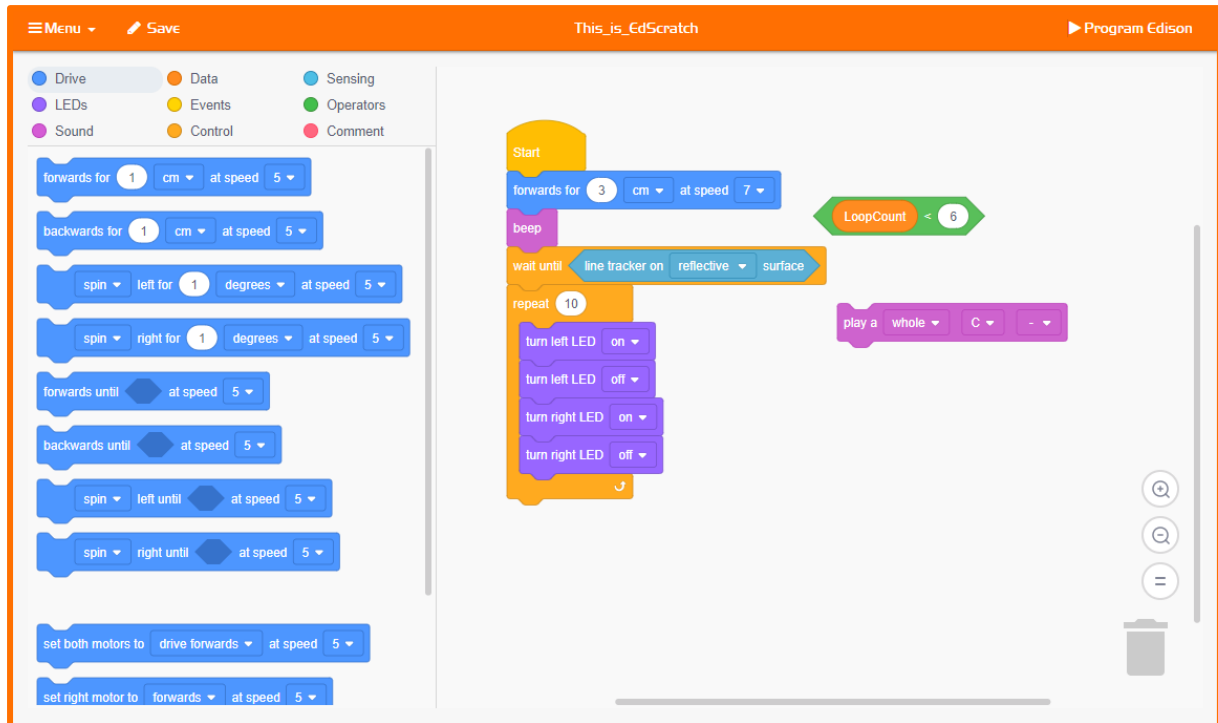 Menu Save This_is_EdScratch Program Edison
Drive Data Sensing
LEDs Events Operators
Sound Control Comment
forwards for 1 cm at speed 5
backwards for 1 cm at speed 5
spin left for 1 degrees at speed 5
spin right for 1 degrees at speed 5
forwards until at speed 5
backwards until at speed 5
spin left until at speed 5
spin right until at speed 5
set both motors to drive forwards at speed 5
set right motor to forwards at speed 5
Start
forwards for 3 cm at speed 7
beep
wait until line tracker on reflective surface
repeat 10
turn left LED on
turn left LED off
turn right LED on
turn right LED off
LoopCount < 6
play a whole C -